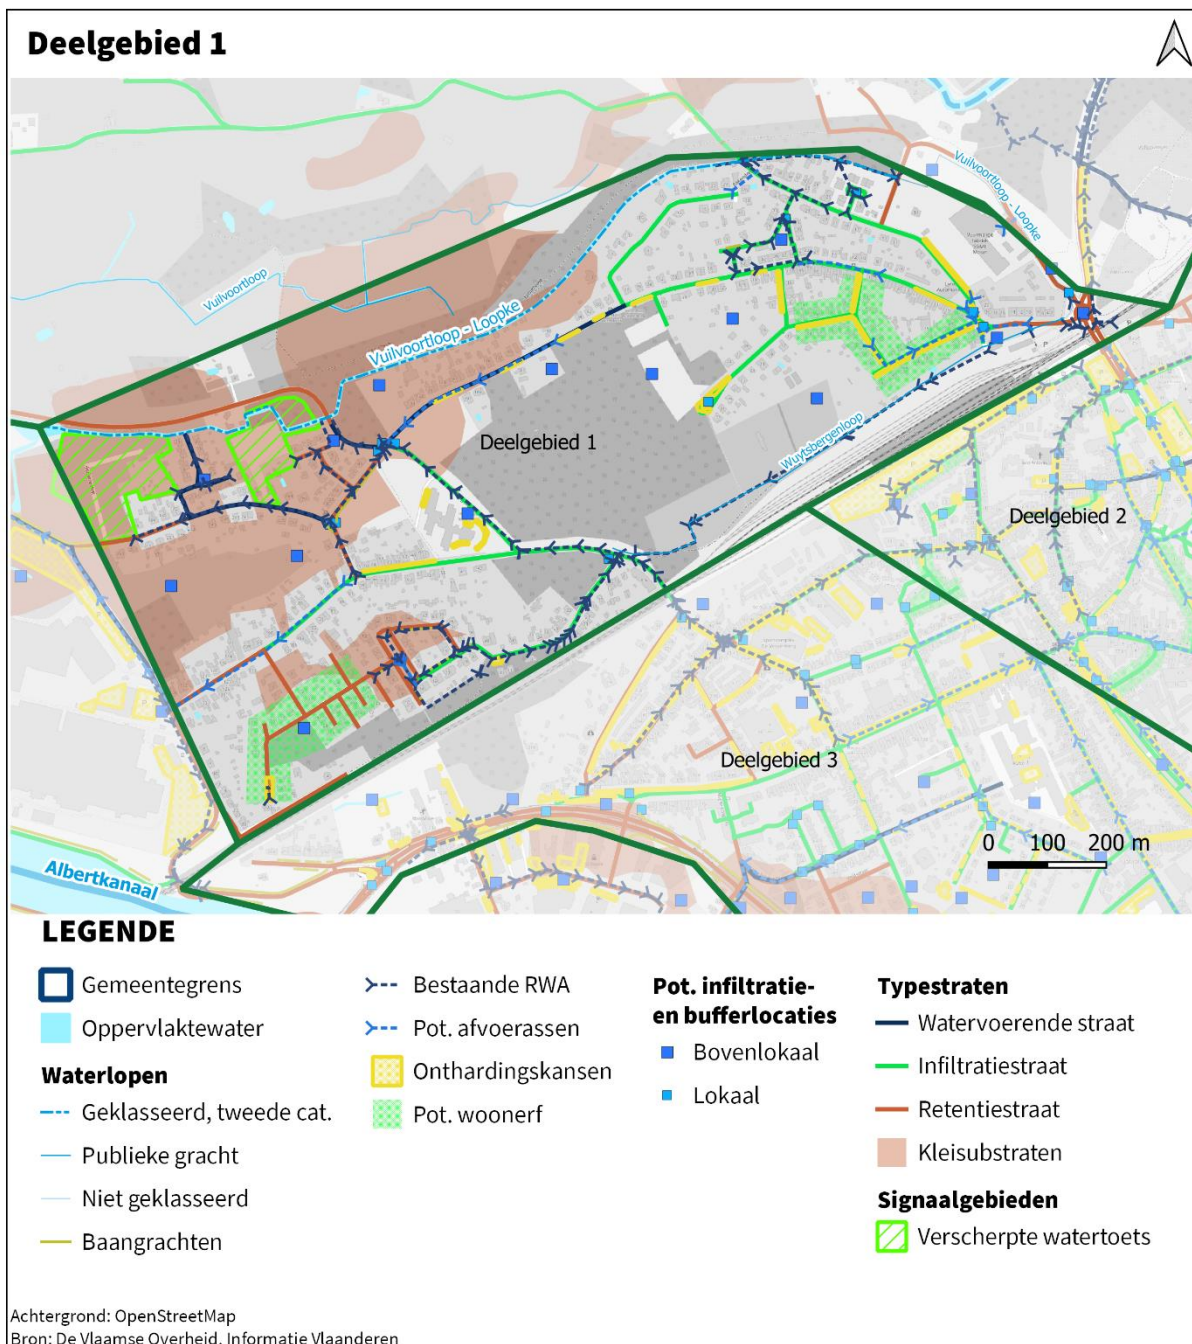 Deelgebied 1
Vuilvoortloop - Loopke
Vuilvoortloop
Vuilvoortloop - Loopke
Deelgebied 1
Wuytsbergenloop
Deelgebied 2
Deelgebied 3
0 100 200 m
Albertkanaal
LEGENDE
Gemeentegrens
Oppervlaktewater
Waterlopen
Geklasseerd, tweede cat.
Publieke gracht
Niet geklasseerd
Baangrachten
Bestaande RWA
Pot. afvoerassen
Onthardingskansen
Pot. woonerf
Pot. infiltratie-
en bufferlocaties
Bovenlokaal
Lokaal
Typestraten
Watervoerende straat
Infiltratiestraat
Retentiestraat
Kleisubstraten
Signaalgebieden
Verscherpte watertoets
Achtergrond: OpenStreetMap
Bron: De Vlaamse Overheid, Informatie Vlaanderen